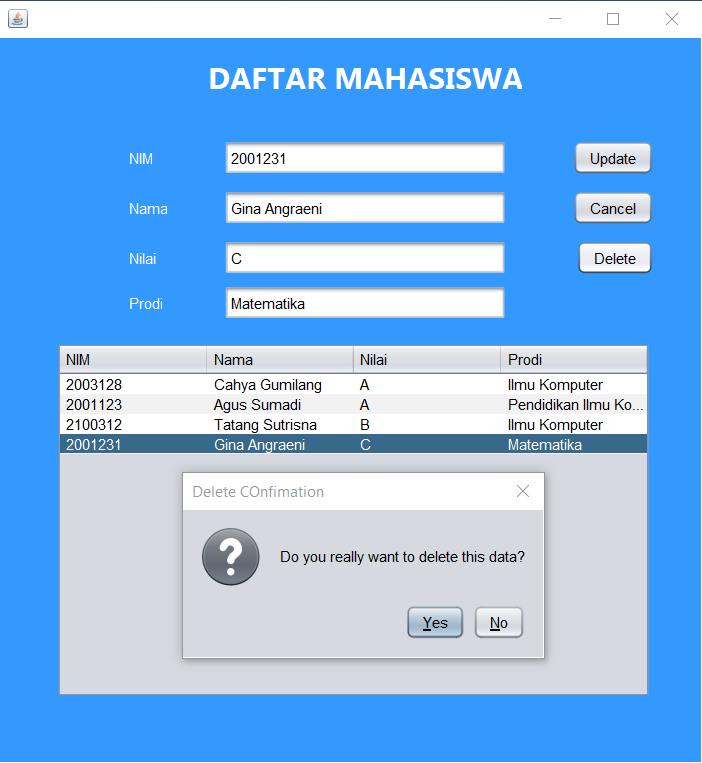 DAFTAR MAHASISWA
NIM 2001231 Update
Nama Gina Angraeni Cancel
Nilai C Delete
Prodi Matematika
NIM Nama Nilai Prodi
2003128 Cahya Gumilang A Ilmu Komputer
2001123 Agus Sumadi A Pendidikan Ilmu Ko...
2100312 Tatang Sutrisna B Ilmu Komputer
2001231 Gina Angraeni C Matematika
Delete COnfimation
Do you really want to delete this data?
Yes No